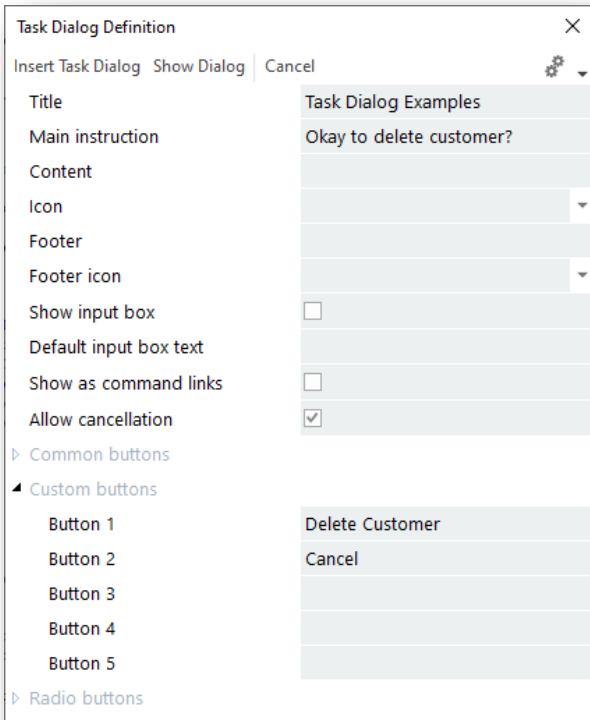 Task Dialog Definition
Insert Task Dialog Show Dialog Cancel
Title Task Dialog Examples
Main instruction Okay to delete customer?
Content
Icon
Footer
Footer icon
Show input box
Default input box text
Show as command links
Allow cancellation
Common buttons
Custom buttons
Button 1 Delete Customer
Button 2 Cancel
Button 3
Button 4
Button 5
Radio buttons